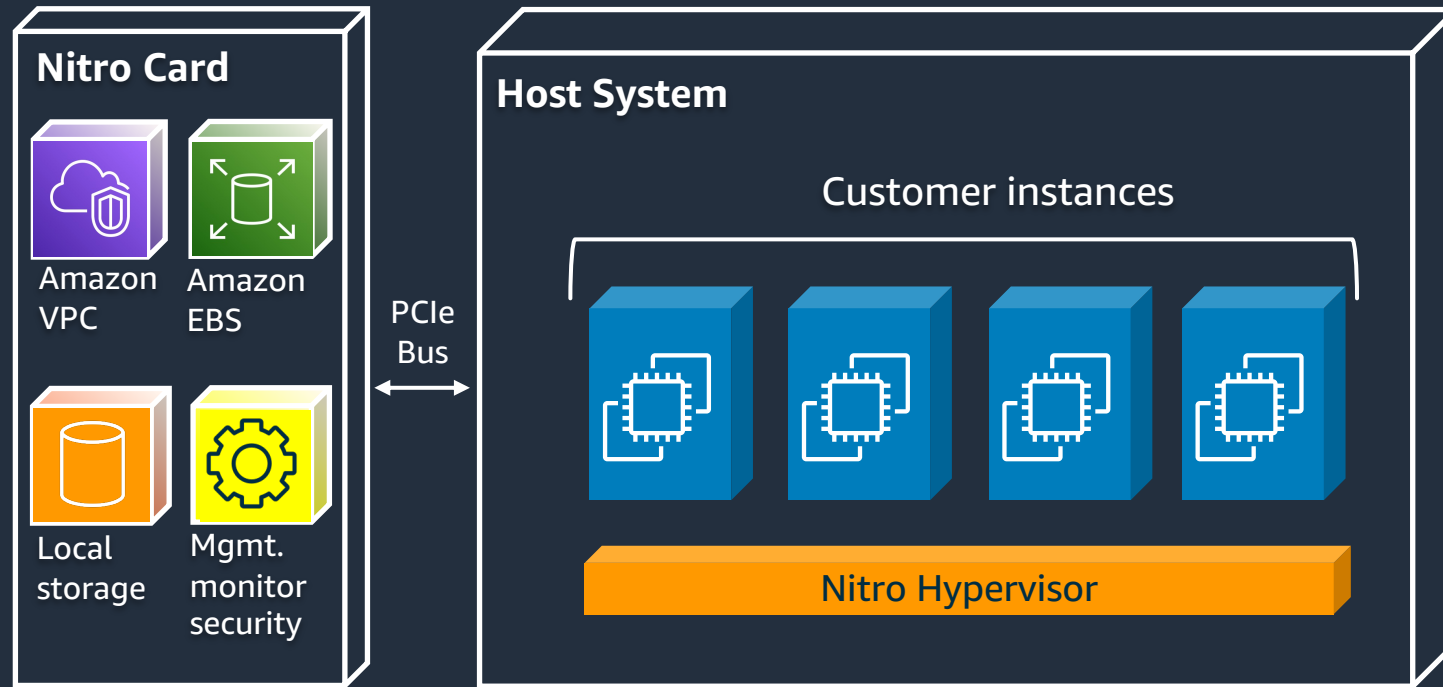 Nitro Card
Amazon
VPC
Amazon
EBS
Local
storage
Mgmt.
monitor
security
PCIe
Bus
Host System
Customer instances
Nitro Hypervisor